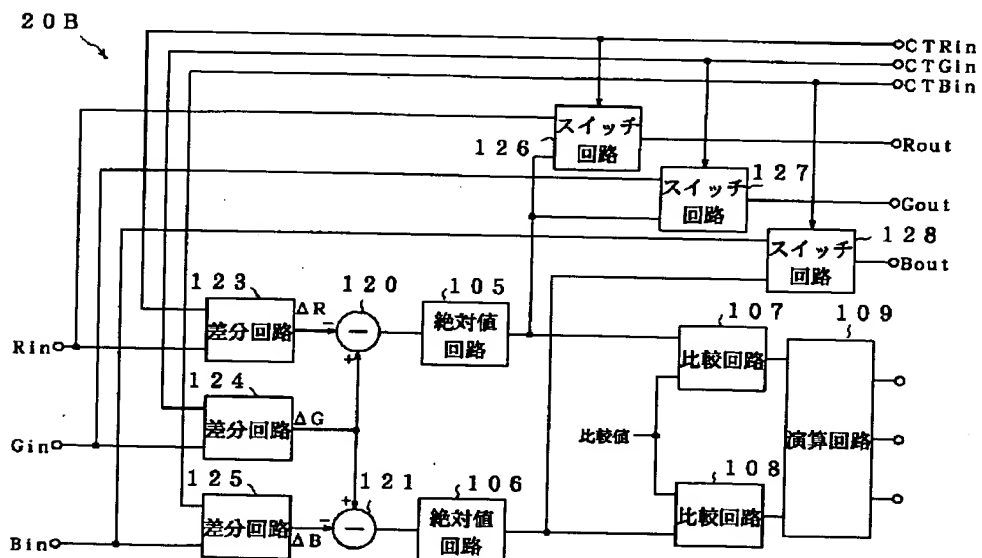 20B
CTRin
CTGin
CTBin
スイッチ
回路
126
Rout
127
スイッチ
回路
Gout
128
スイッチ
回路
Bout
123
差分回路
ΔR
−
120
−
+
105
絶対値
回路
107
比較回路
109
演算回路
Rin
124
差分回路
ΔG
Gin
比較値
125
差分回路
ΔB
−
+
121
−
106
絶対値
回路
108
比較回路
Bin